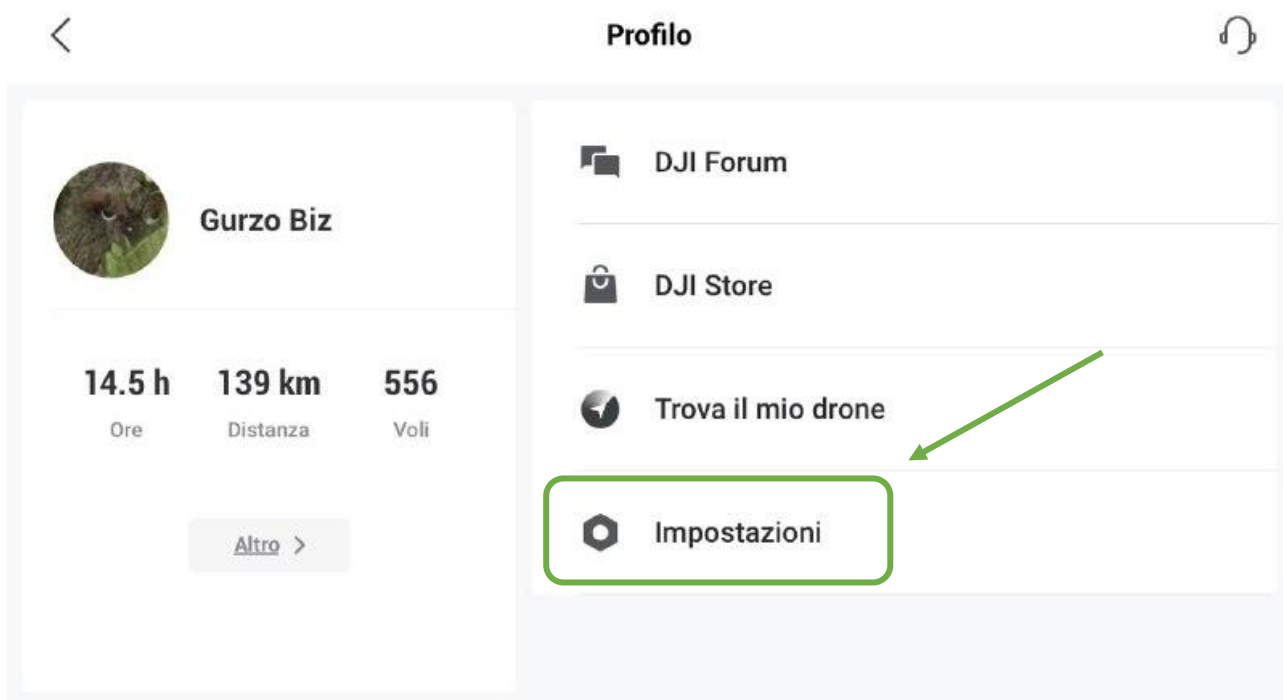 Profilo
Gurzo Biz
14.5 h 139 km 556
Ore Distanza Voli
Altro >
DJI Forum
DJI Store
Trova il mio drone
Impostazioni